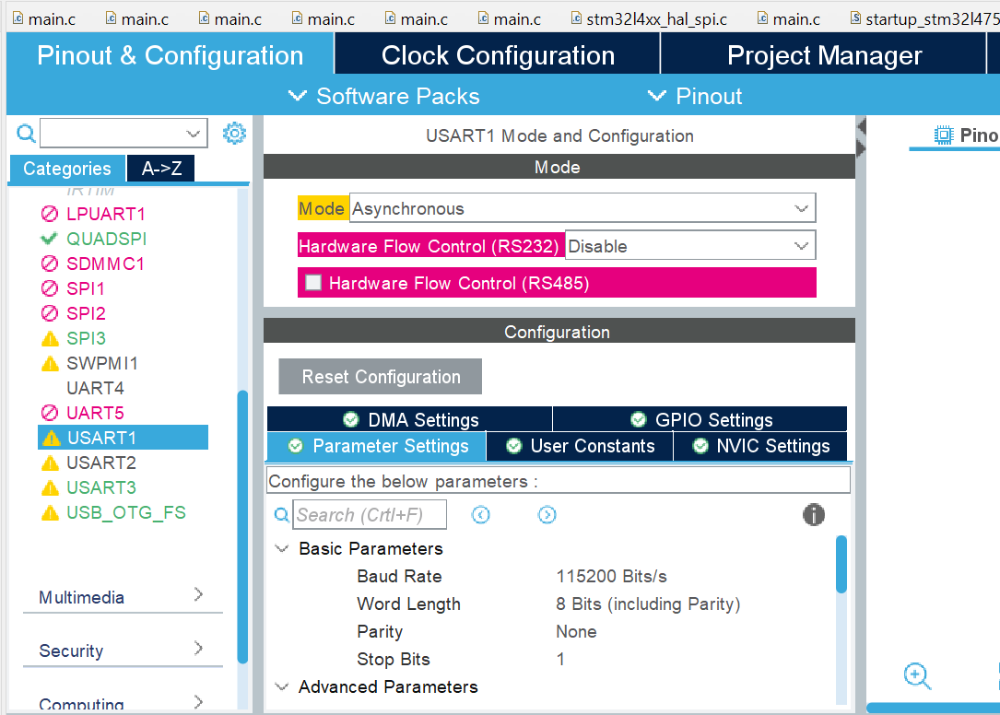 main.c main.c main.c main.c main.c main.c stm32l4xx_hal_spi.c main.c startup_stm32l475
Pinout & Configuration Clock Configuration Project Manager
Software Packs Pinout
USART1 Mode and Configuration
Pino
Categories A->Z
Mode
IRTIM
LPUART1
QUADSPI
SDMMC1
SPI1
SPI2
SPI3
SWPMI1
UART4
UART5
USART1
USART2
USART3
USB_OTG_FS
Multimedia
Security
Computing
Mode Asynchronous
Hardware Flow Control (RS232) Disable
Hardware Flow Control (RS485)
Configuration
Reset Configuration
DMA Settings GPIO Settings
Parameter Settings User Constants NVIC Settings
Configure the below parameters :
Search (Crtl+F)
Basic Parameters
Baud Rate 115200 Bits/s
Word Length 8 Bits (including Parity)
Parity None
Stop Bits 1
Advanced Parameters